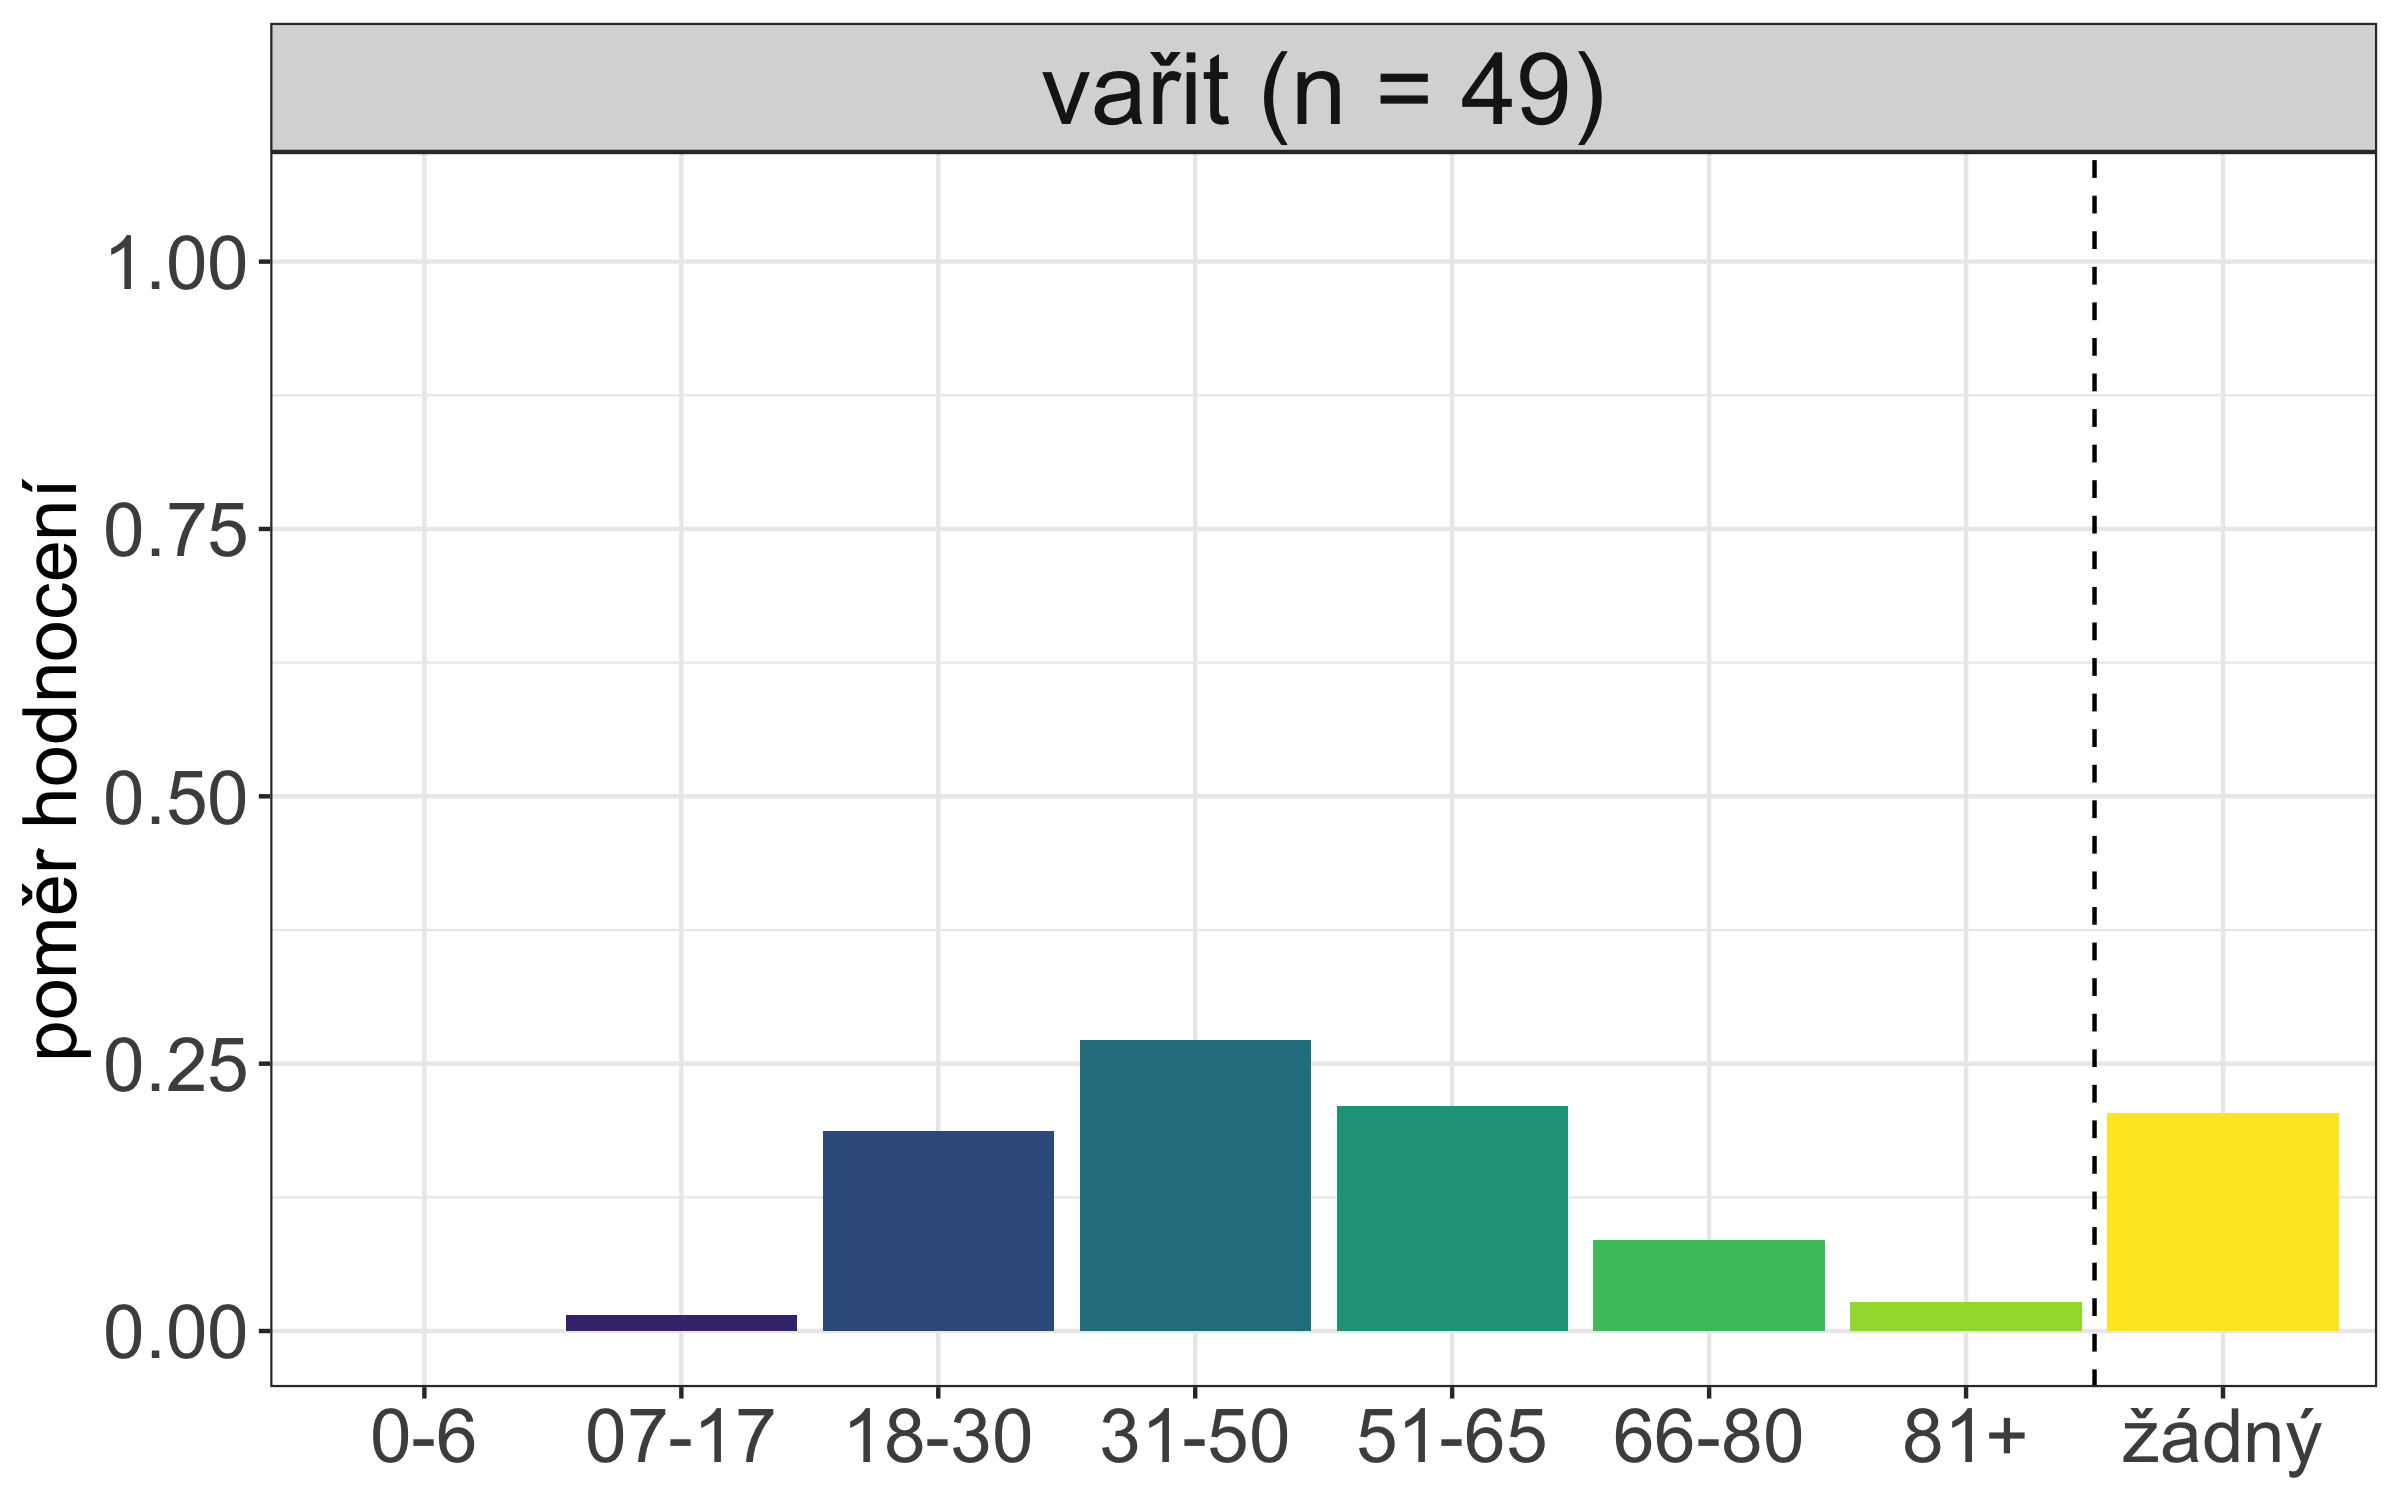 vařit (n = 49)
poměr hodnocení
1.00
0.75
0.50
0.25
0.00
0-6 07-17 18-30 31-50 51-65 66-80 81+ žádný